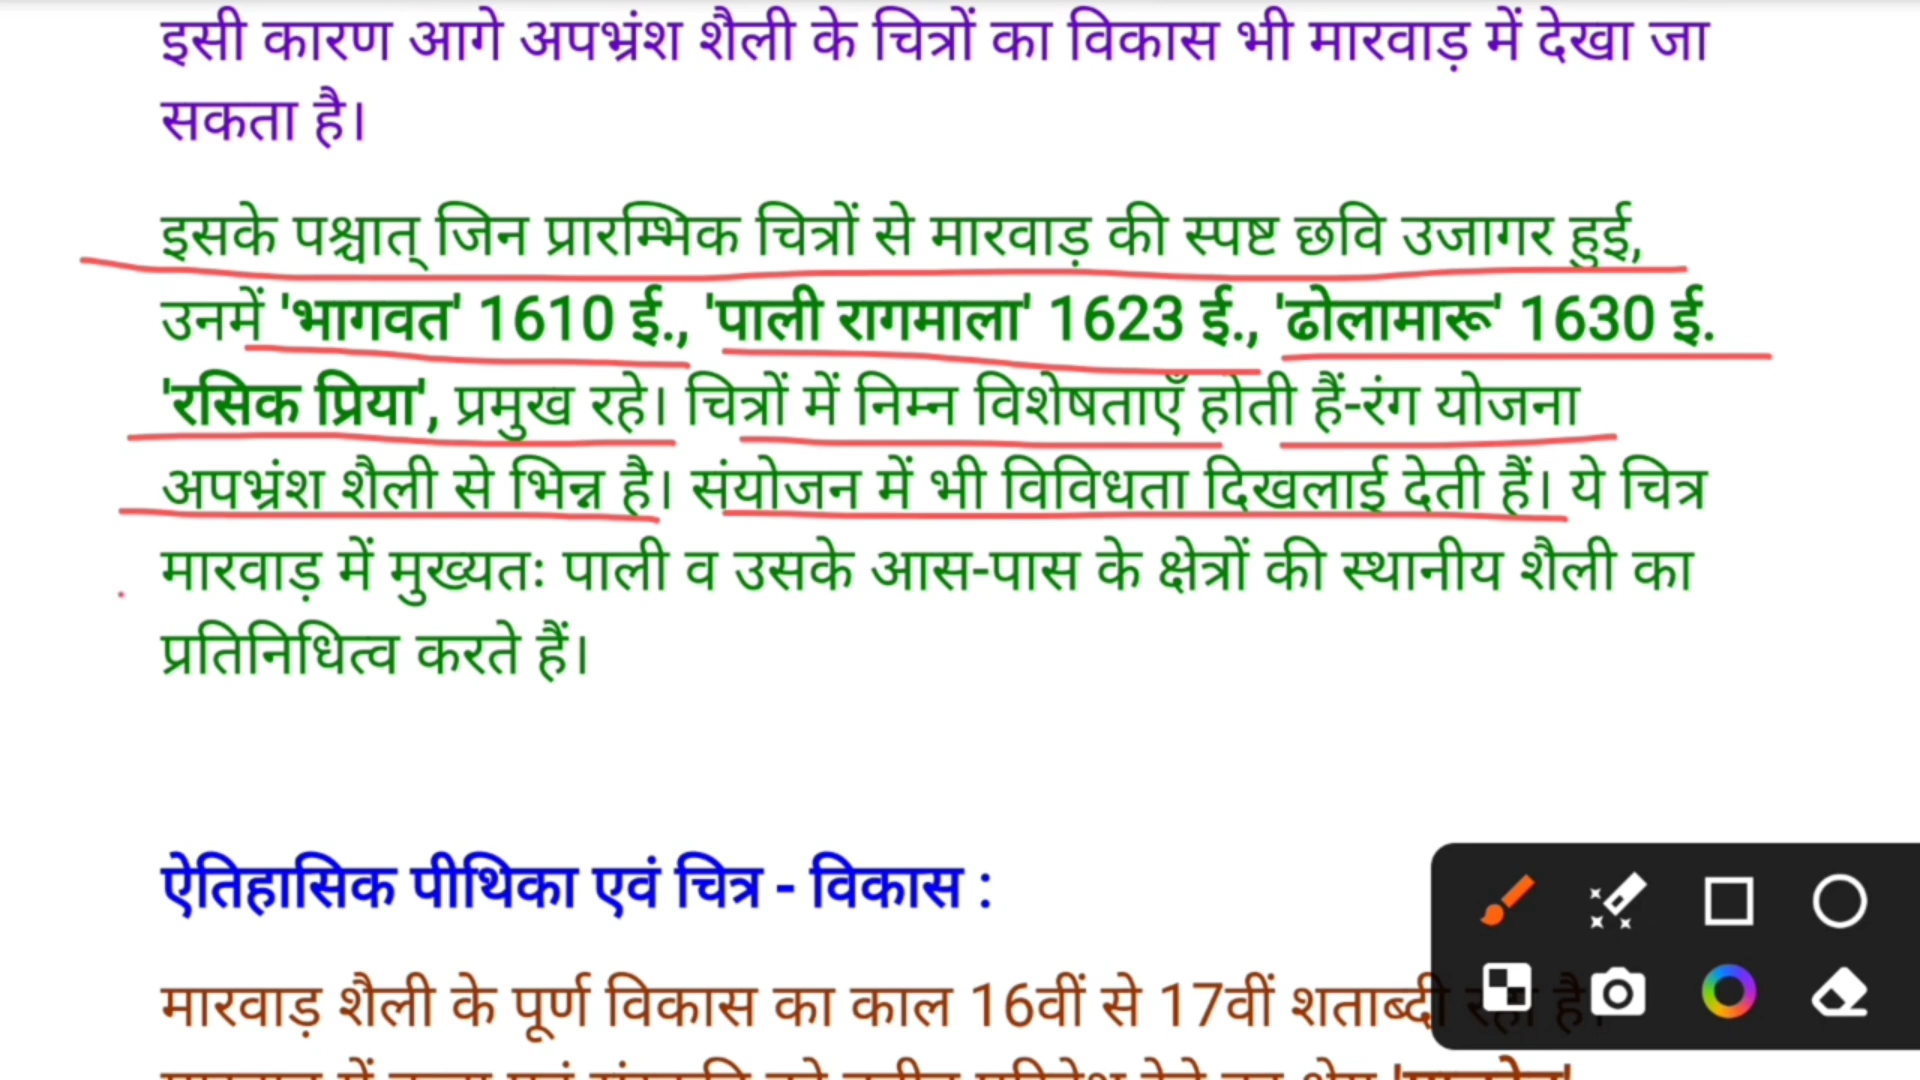 इसी कारण आगे अपभ्रंश शैली के चित्रों का विकास भी मारवाड़ में देखा जा
सकता है।
इसके पश्चात् जिन प्रारम्भिक चित्रों से मारवाड़ की स्पष्ट छवि उजागर हुई,
उनमें 'भागवत' 1610 ई., 'पाली रागमाला' 1623 ई., 'ढोलामारू' 1630 ई.
'रसिक प्रिया', प्रमुख रहे। चित्रों में निम्न विशेषताएँ होती हैं-रंग योजना
अपभ्रंश शैली से भिन्न है। संयोजन में भी विविधता दिखलाई देती हैं। ये चित्र
मारवाड़ में मुख्यतः पाली व उसके आस-पास के क्षेत्रों की स्थानीय शैली का
प्रतिनिधित्व करते हैं।
ऐतिहासिक पीथिका एवं चित्र - विकास :
मारवाड़ शैली के पूर्ण विकास का काल 16वीं से 17वीं शताब्दी रहा है।